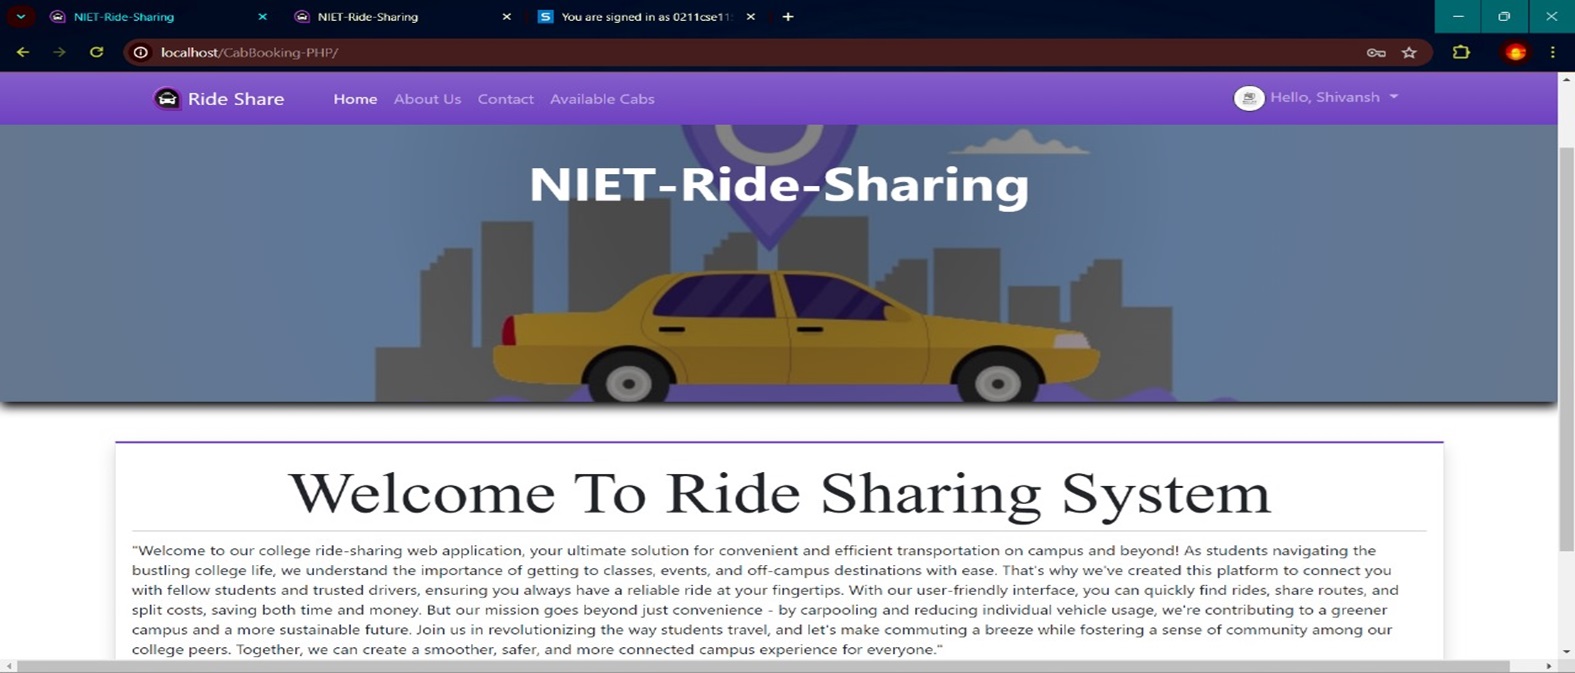 NIET-Ride-Sharing
NIET-Ride-Sharing
You are signed in as 0211cse11
localhost/CabBooking-PHP/
Ride Share Home About Us Contact Available Cabs Hello, Shivansh
NIET-Ride-Sharing
Welcome To Ride Sharing System
"Welcome to our college ride-sharing web application, your ultimate solution for convenient and efficient transportation on campus and beyond! As students navigating the
bustling college life, we understand the importance of getting to classes, events, and off-campus destinations with ease. That's why we've created this platform to connect you
with fellow students and trusted drivers, ensuring you always have a reliable ride at your fingertips. With our user-friendly interface, you can quickly find rides, share routes, and
split costs, saving both time and money. But our mission goes beyond just convenience - by carpooling and reducing individual vehicle usage, we're contributing to a greener
campus and a more sustainable future. Join us in revolutionizing the way students travel, and let's make commuting a breeze while fostering a sense of community among our
college peers. Together, we can create a smoother, safer, and more connected campus experience for everyone."